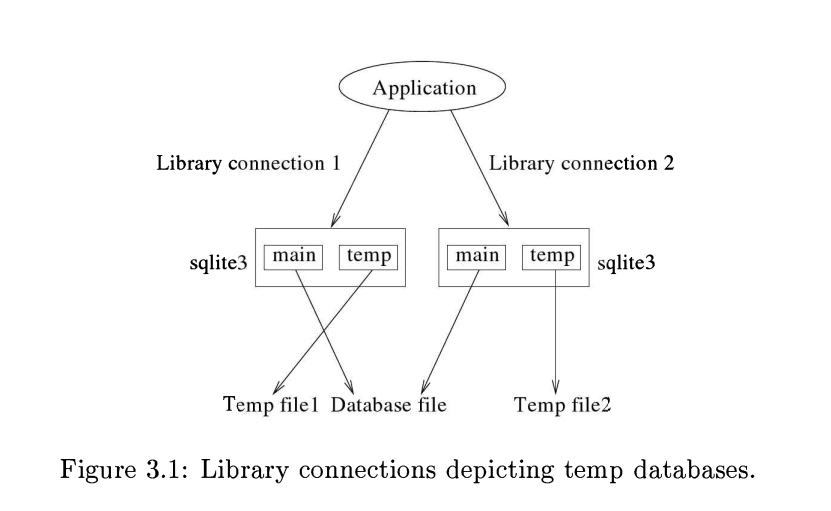 Application
Library connection 1
Library connection 2
sqlite3
main
temp
main
temp
sqlite3
Temp file1
Database file
Temp file2
Figure 3.1: Library connections depicting temp databases.